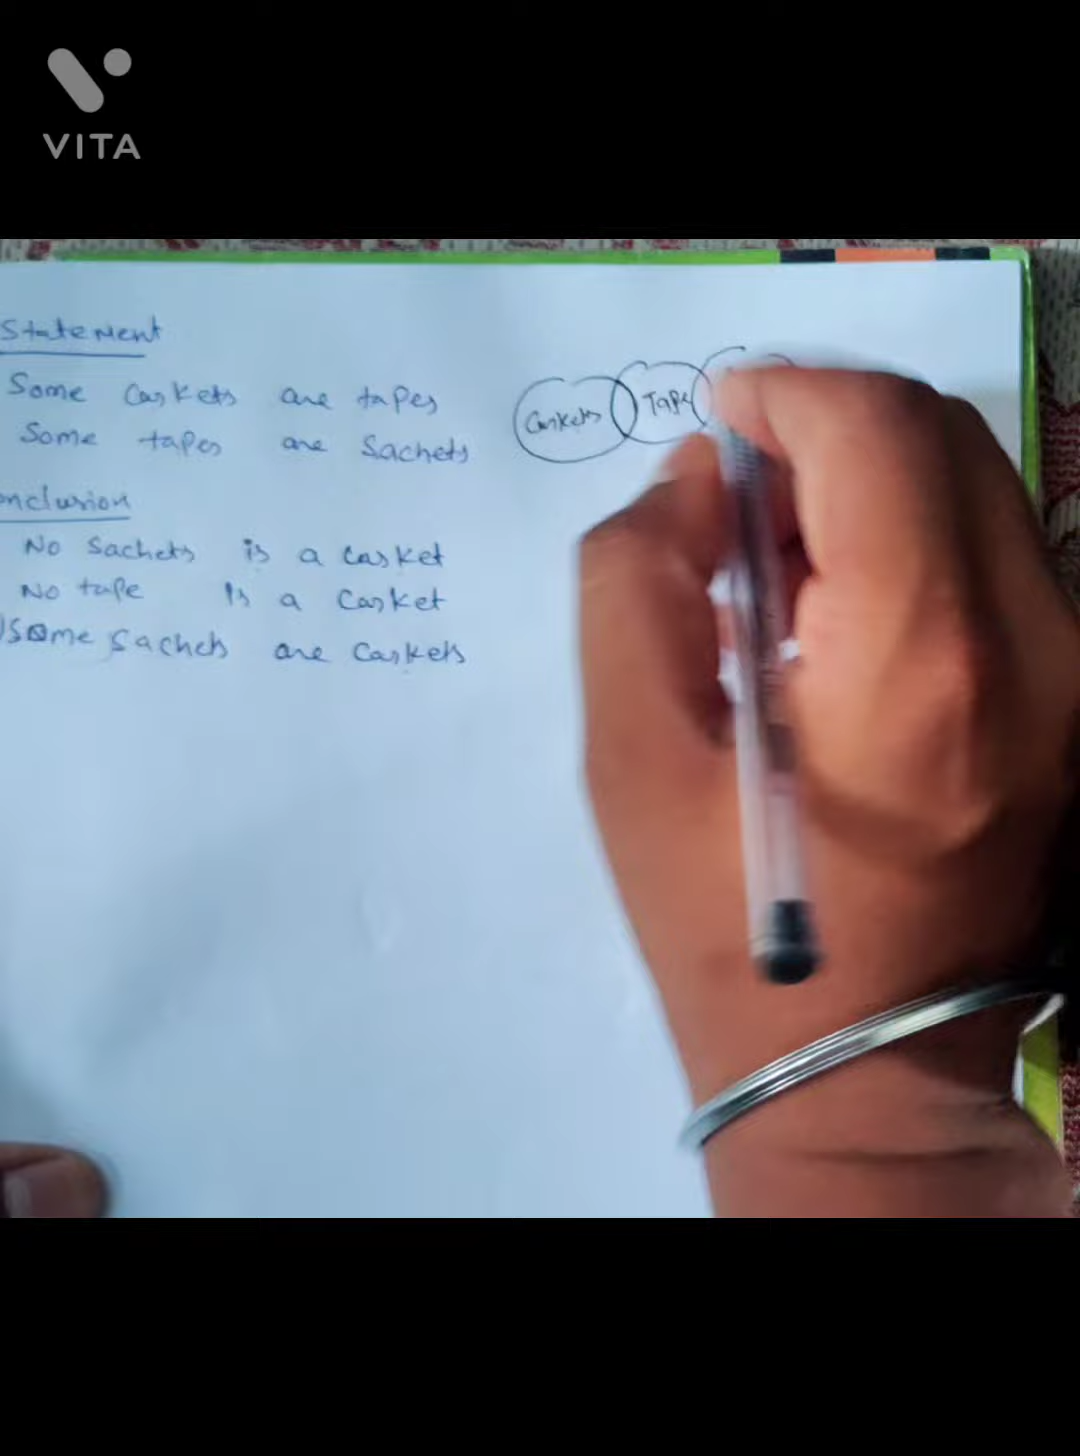 VITA
Statement
Some Caskets are tapes
Some tapes are Sachets
onclusion
No Sachets is a Casket
No tape Is a Casket
)Some Sachets are Caskets
Caskets
Tape